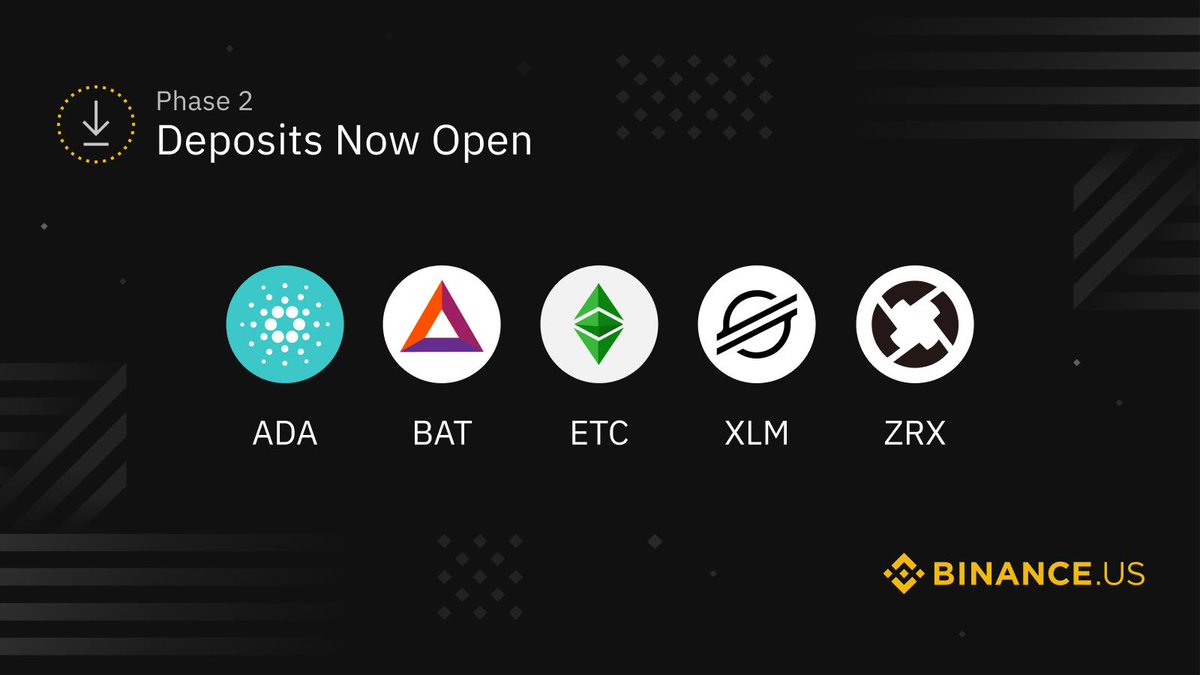 Phase 2
Deposits Now Open
ADA BAT ETC XLM ZRX
BINANCE.US